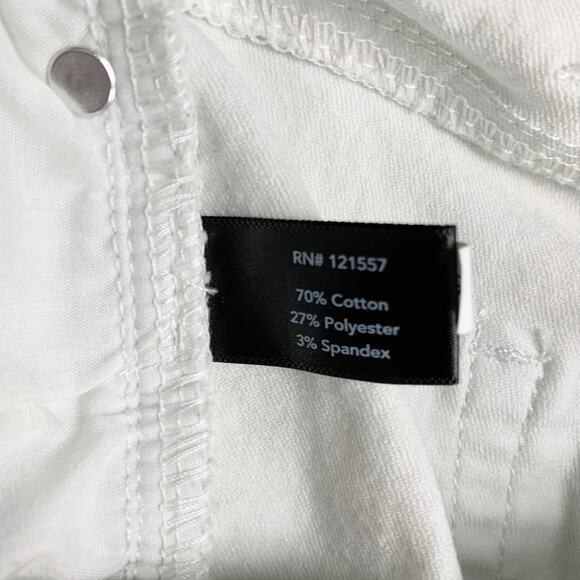 RN# 121557
70% Cotton
27% Polyester
3% Spandex